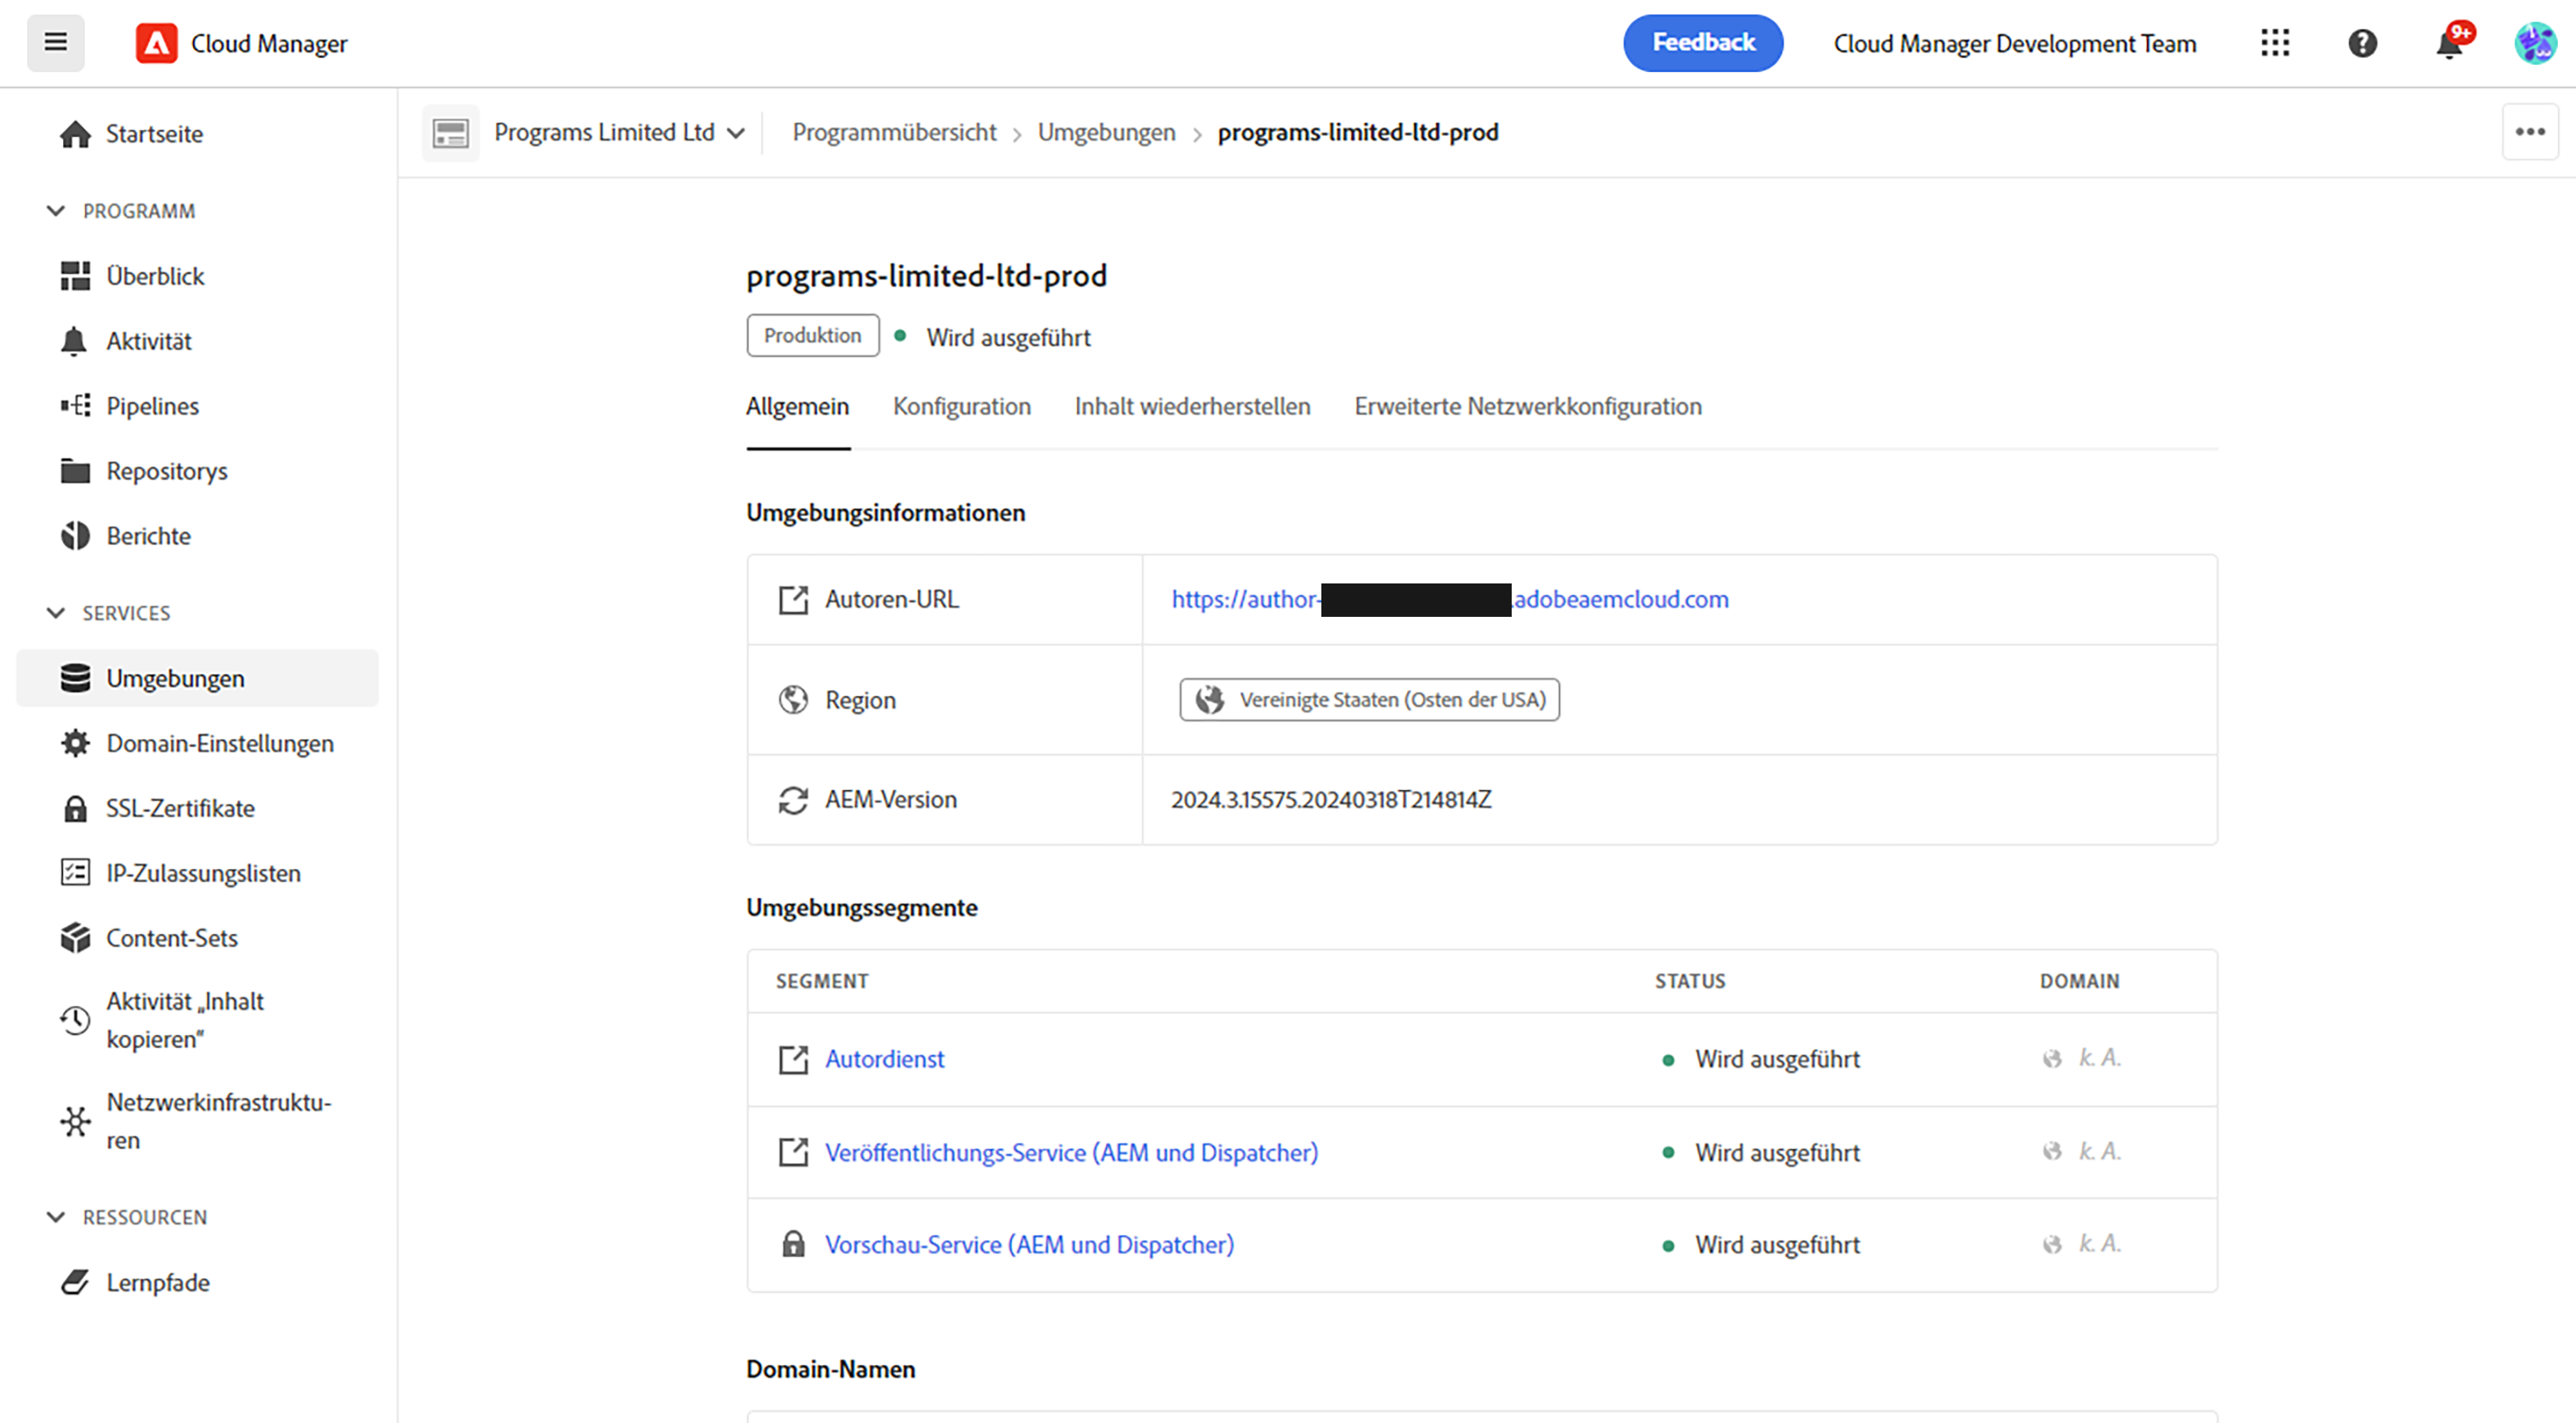 Cloud Manager
Feedback
Cloud Manager Development Team
9+
Startseite
PROGRAMM
Überblick
Aktivität
Pipelines
Repositorys
Berichte
SERVICES
Umgebungen
Domain-Einstellungen
SSL-Zertifikate
IP-Zulassungslisten
Content-Sets
Aktivität „Inhalt
kopieren“
Netzwerkinfrastruktu-
ren
RESSOURCEN
Lernpfade
Programs Limited Ltd
Programmübersicht > Umgebungen > programs-limited-ltd-prod
programs-limited-ltd-prod
Produktion Wird ausgeführt
Allgemein Konfiguration Inhalt wiederherstellen Erweiterte Netzwerkkonfiguration
Umgebungsinformationen
Autoren-URL https://author- .adobeaemcloud.com
Region Vereinigte Staaten (Osten der USA)
AEM-Version 2024.3.15575.20240318T214814Z
Umgebungssegmente
SEGMENT STATUS DOMAIN
Autordienst Wird ausgeführt k. A.
Veröffentlichungs-Service (AEM und Dispatcher) Wird ausgeführt k. A.
Vorschau-Service (AEM und Dispatcher) Wird ausgeführt k. A.
Domain-Namen